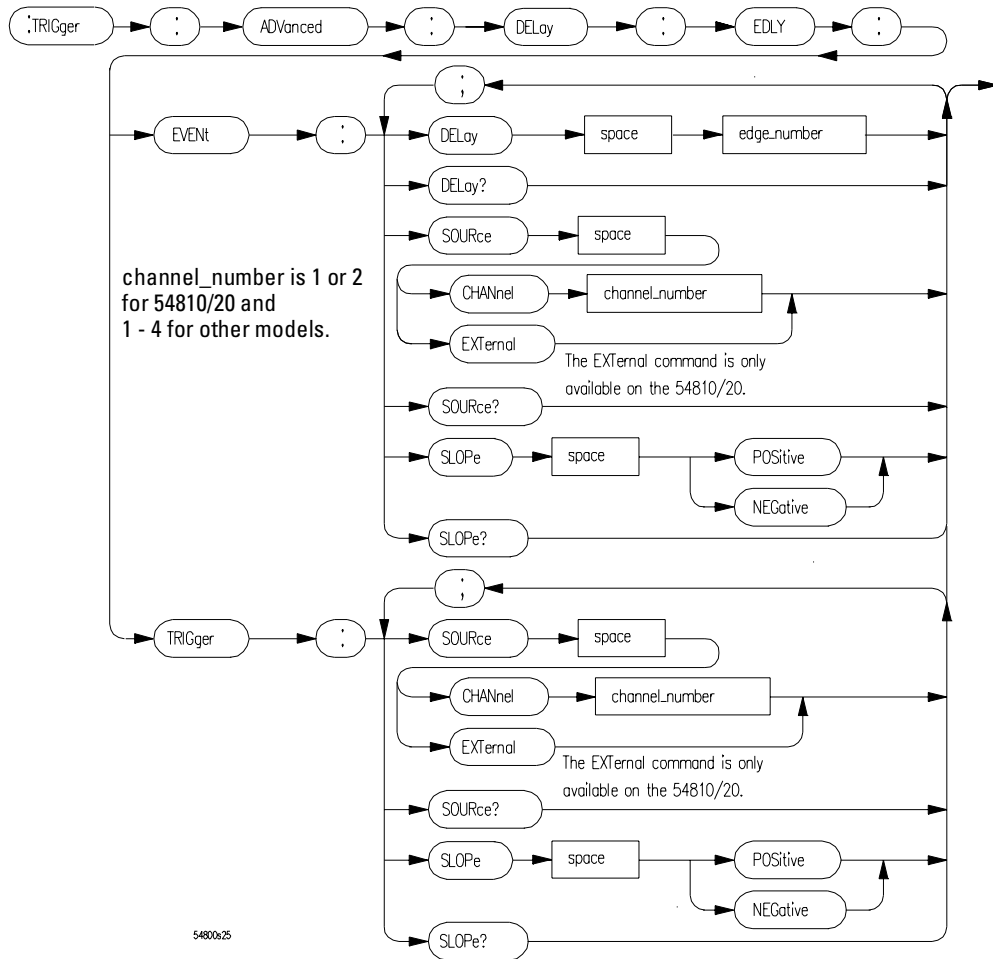 :TRIGger : ADVanced : DELay : EDLY :
;
EVENt : DELay space edge_number
DELay?
SOURce space
channel_number is 1 or 2
for 54810/20 and
1 - 4 for other models.
CHANnel channel_number
EXTernal
The EXTernal command is only
available on the 54810/20.
SOURce?
SLOPe space POSitive
NEGative
SLOPe?
;
TRIGger : SOURce space
CHANnel channel_number
EXTernal
The EXTernal command is only
available on the 54810/20.
SOURce?
SLOPe space POSitive
NEGative
54800s25
SLOPe?